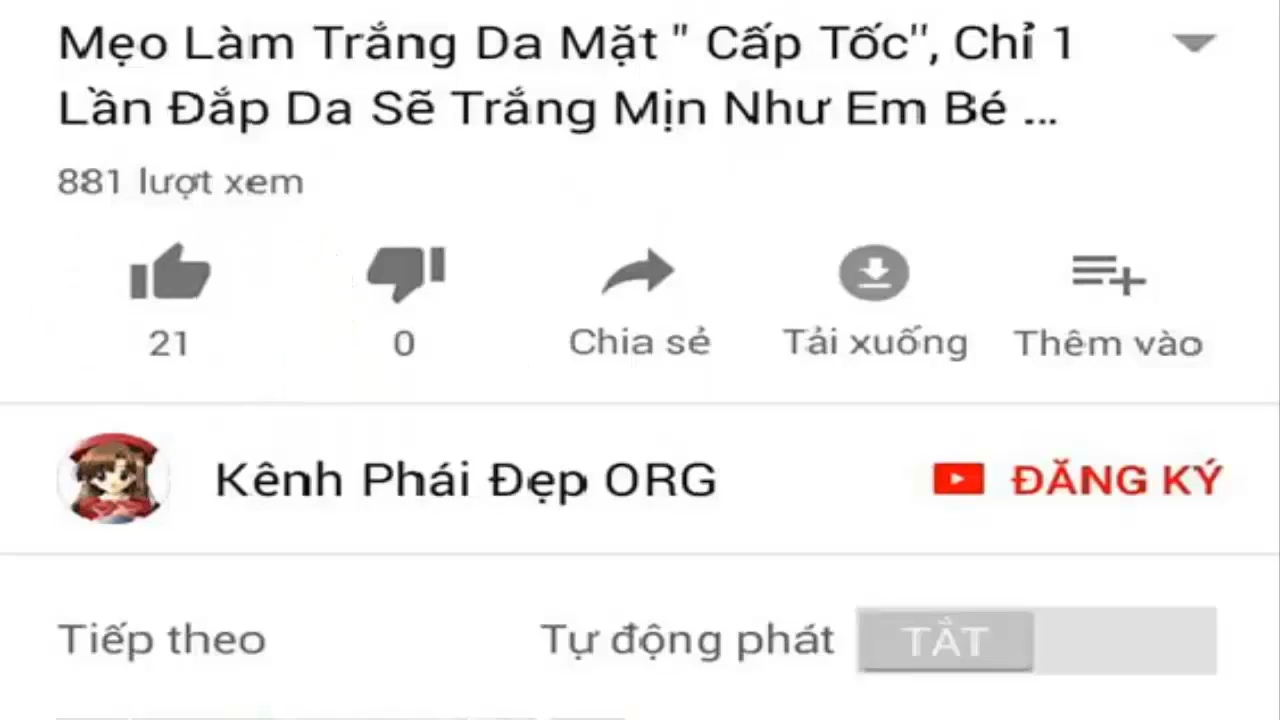 Mẹo Làm Trắng Da Mặt " Cấp Tốc", Chỉ 1
Lần Đắp Da Sẽ Trắng Mịn Như Em Bé ...
881 lượt xem
21
0
Chia sẻ
Tải xuống
Thêm vào
Kênh Phái Đẹp ORG
ĐĂNG KÝ
Tiếp theo
Tự động phát
TẮT